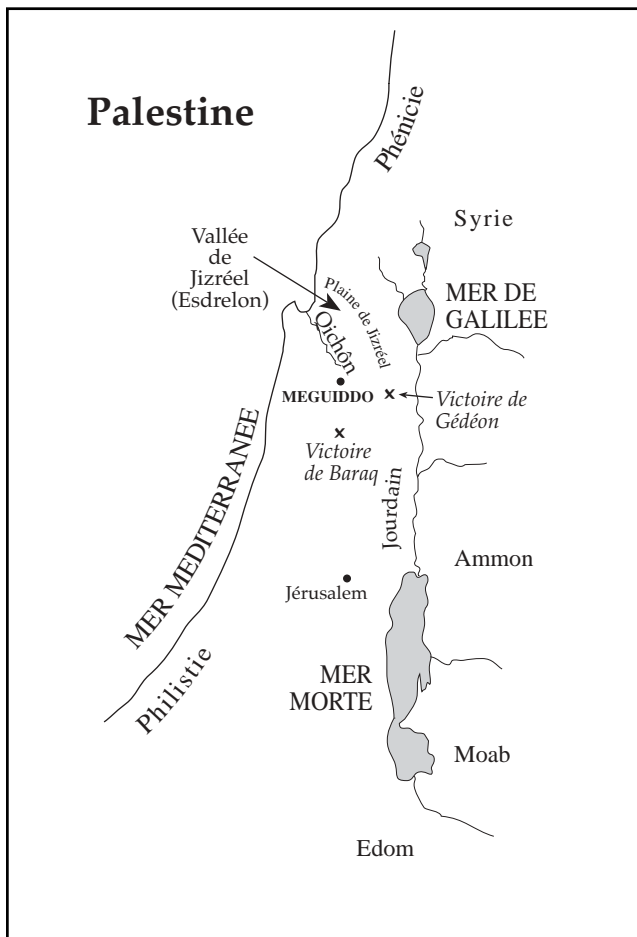 Palestine
Phénicie
Syrie
Vallée
de
Jizréel
(Esdrelon)
Plaine de Jizréel
MER DE
GALILEE
Qichôn
MEGUIDDO
Victoire de
Gédéon
Victoire
de Baraq
MER MEDITERRANEE
Jourdain
Ammon
Jérusalem
MER
MORTE
Philistie
Moab
Edom